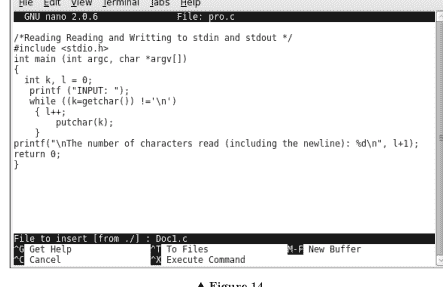 File Edit View Terminal Tabs Help
GNU nano 2.0.6 File: pro.c
/*Reading Reading and Writting to stdin and stdout */
#include <stdio.h>
int main (int argc, char *argv[])
{
int k, l = 0;
printf ("INPUT: ");
while ((k=getchar()) !='\n')
{ l++;
putchar(k);
}
printf("\nThe number of characters read (including the newline): %d\n", l+1);
return 0;
}
File to insert [from ./] : Doc1.c
^G Get Help ^T To Files M-F New Buffer
^C Cancel ^X Execute Command
▲ Figure 14